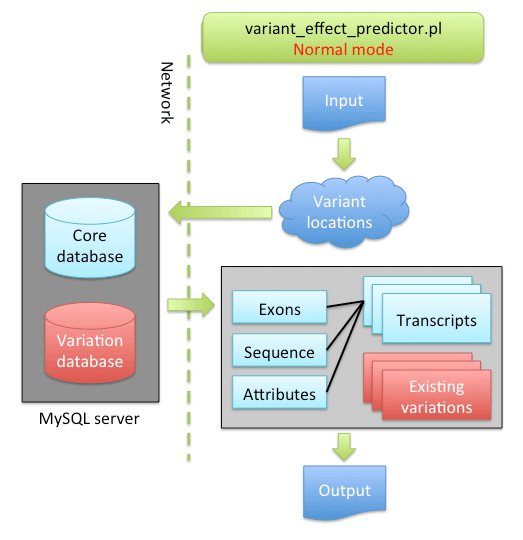 variant_effect_predictor.pl
Normal mode
Network
Input
Variant
locations
Core
database
Variation
database
MySQL server
Exons
Sequence
Attributes
Transcripts
Existing
variations
Output